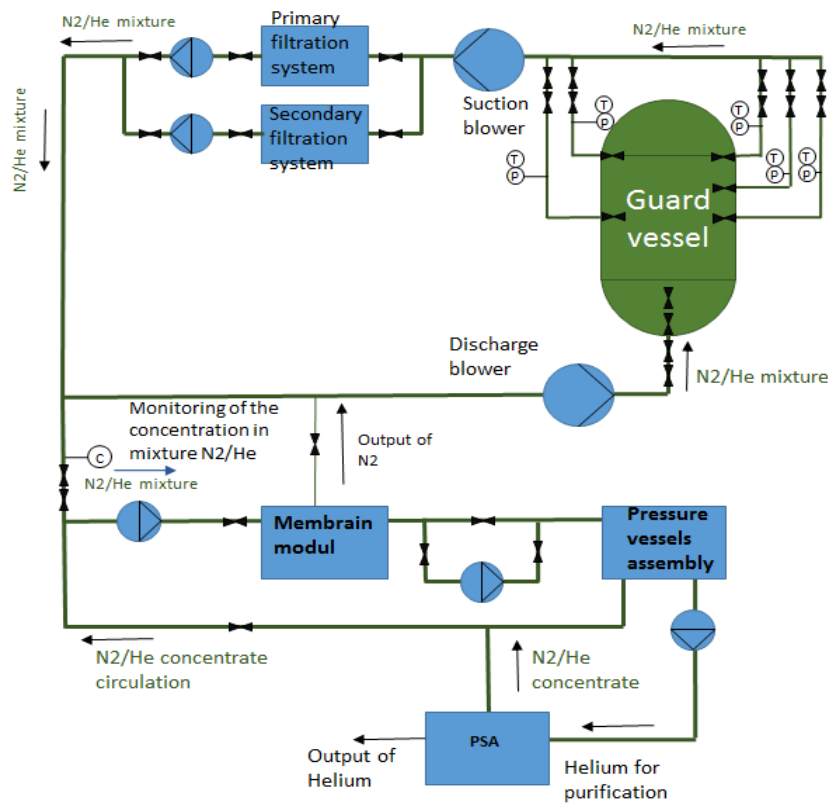 N2/He mixture
Primary
filtration
system
N2/He mixture
Suction
blower
Secondary
filtration
system
N2/He mixture
T
P
T
P
T
P
T
P
T
P
Guard
vessel
Discharge
blower
N2/He mixture
Monitoring of the
concentration in
mixture N2/He
C
N2/He mixture
Output of
N2
Membrain
modul
Pressure
vessels
assembly
N2/He concentrate
circulation
N2/He
concentrate
PSA
Output of
Helium
Helium for
purification